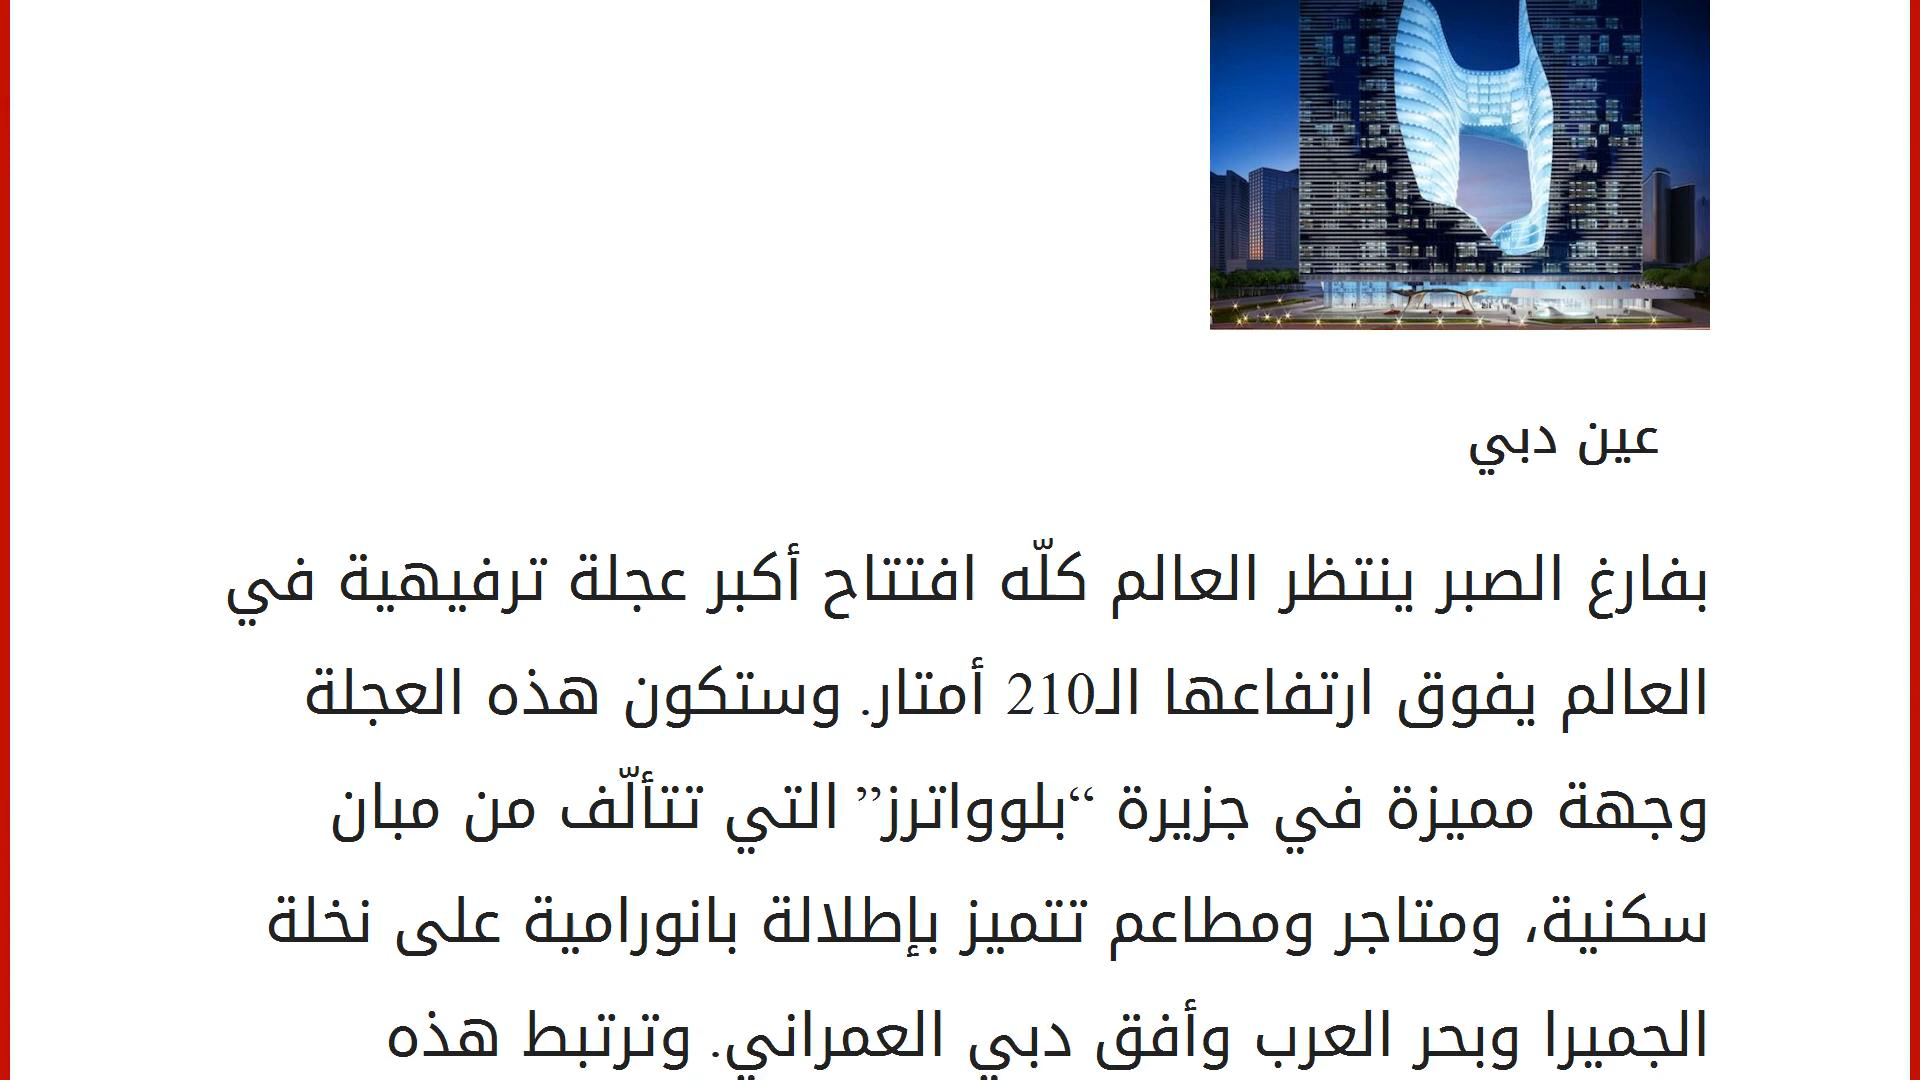 عين دبي
بفارغ الصبر ينتظر العالم كلّه افتتاح أكبر عجلة ترفيهية في
العالم يفوق ارتفاعها الـ210 أمتار. وستكون هذه العجلة
وجهة مميزة في جزيرة “بلوواترز” التي تتألّف من مبان
سكنية، ومتاجر ومطاعم تتميز بإطلالة بانورامية على نخلة
الجميرا وبحر العرب وأفق دبي العمراني. وترتبط هذه